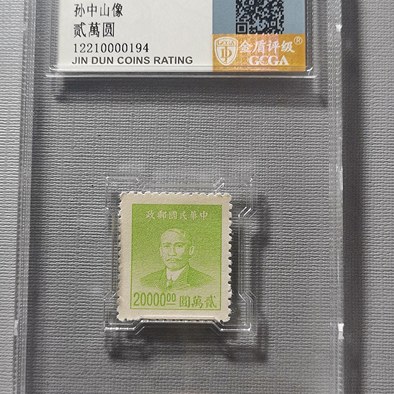 孙中山像
贰萬圆
12210000194
JIN DUN COINS RATING
金盾评级®
GCGA
政郵國民華中
20000.00 圓萬貳